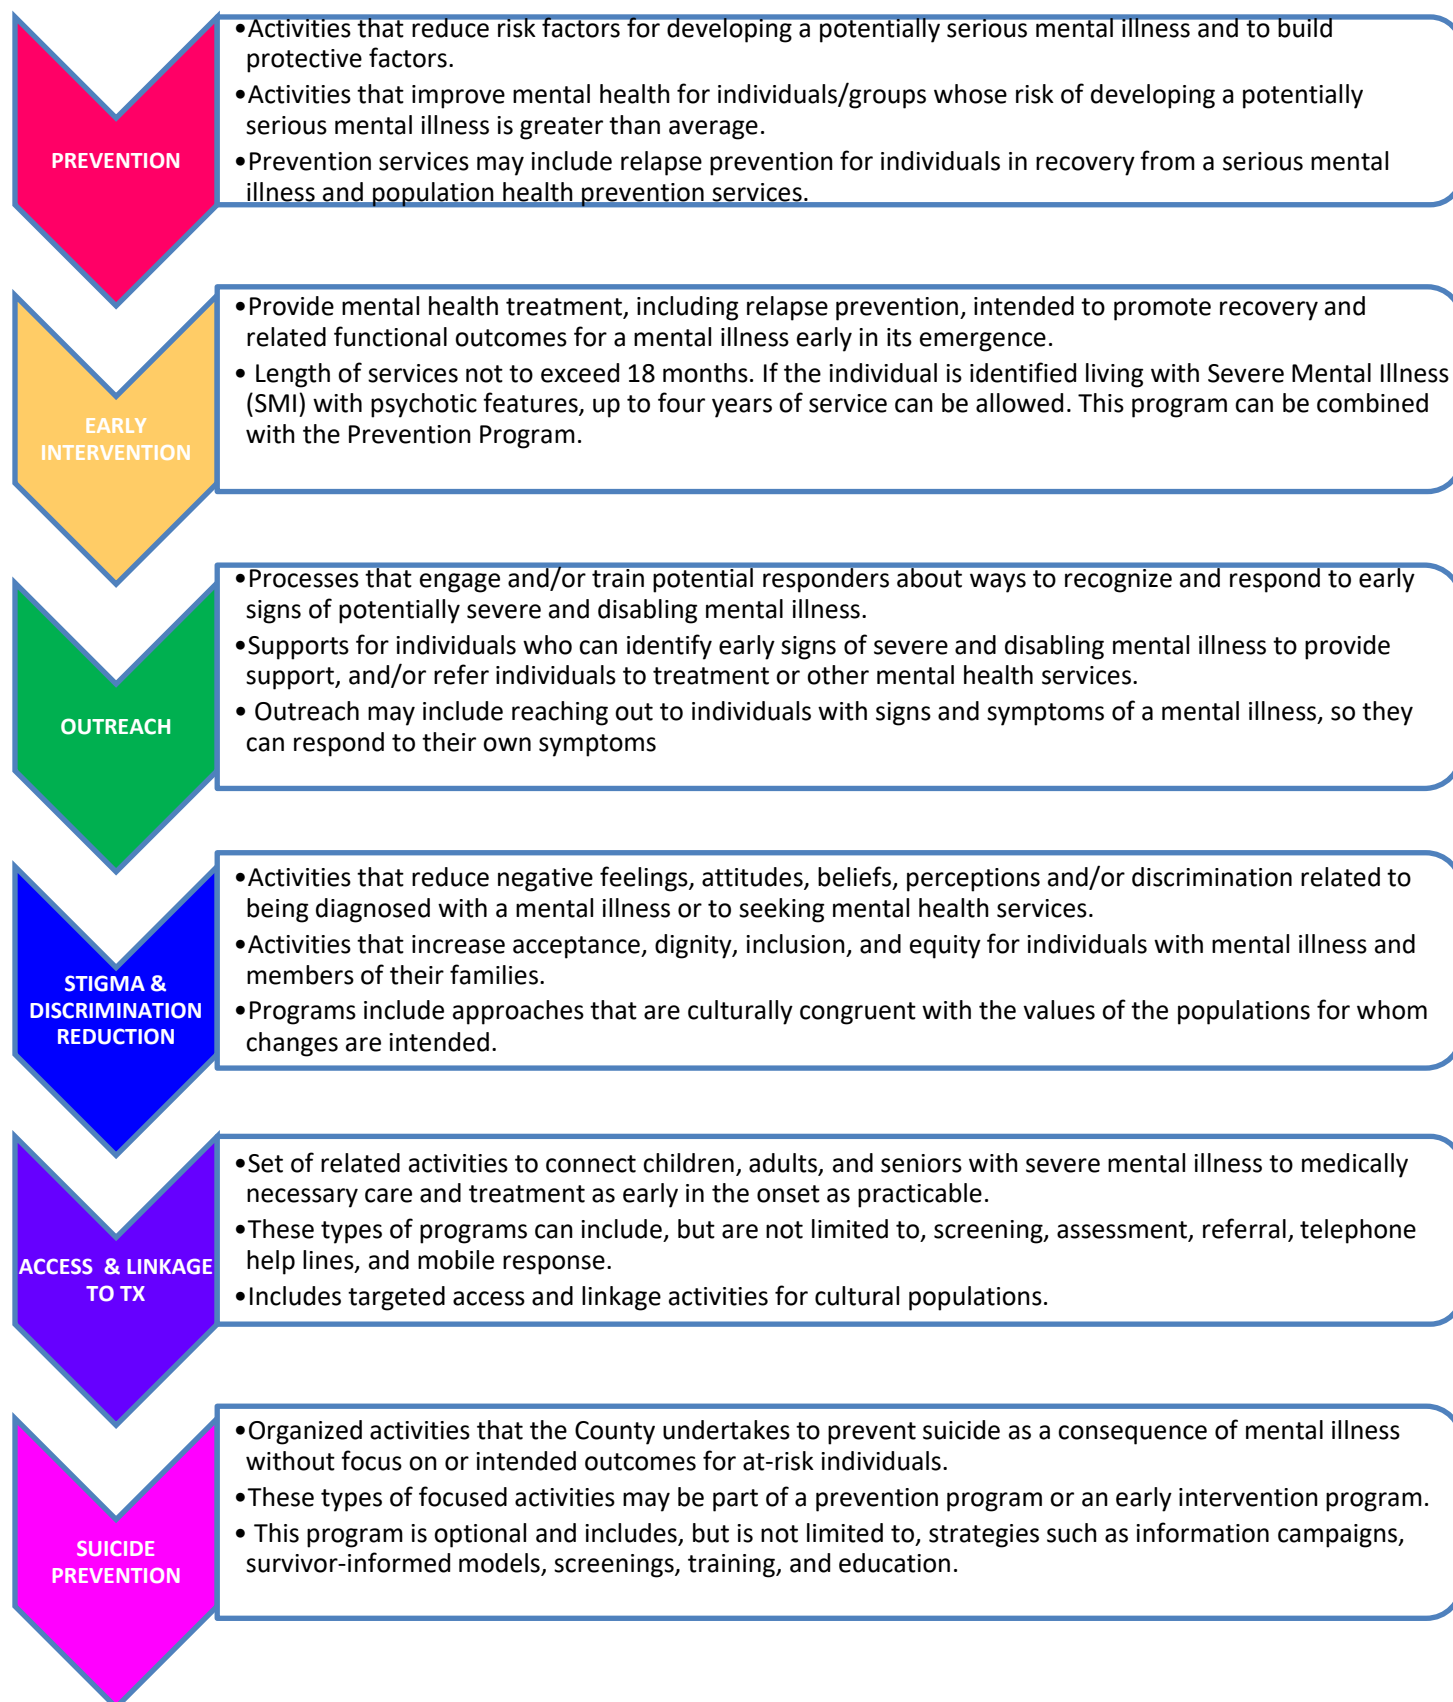 PREVENTION
•Activities that reduce risk factors for developing a potentially serious mental illness and to build
protective factors.
•Activities that improve mental health for individuals/groups whose risk of developing a potentially
serious mental illness is greater than average.
•Prevention services may include relapse prevention for individuals in recovery from a serious mental
illness and population health prevention services.
EARLY
INTERVENTION
•Provide mental health treatment, including relapse prevention, intended to promote recovery and
related functional outcomes for a mental illness early in its emergence.
• Length of services not to exceed 18 months. If the individual is identified living with Severe Mental Illness
(SMI) with psychotic features, up to four years of service can be allowed. This program can be combined
with the Prevention Program.
OUTREACH
•Processes that engage and/or train potential responders about ways to recognize and respond to early
signs of potentially severe and disabling mental illness.
•Supports for individuals who can identify early signs of severe and disabling mental illness to provide
support, and/or refer individuals to treatment or other mental health services.
• Outreach may include reaching out to individuals with signs and symptoms of a mental illness, so they
can respond to their own symptoms
STIGMA &
DISCRIMINATION
REDUCTION
•Activities that reduce negative feelings, attitudes, beliefs, perceptions and/or discrimination related to
being diagnosed with a mental illness or to seeking mental health services.
•Activities that increase acceptance, dignity, inclusion, and equity for individuals with mental illness and
members of their families.
•Programs include approaches that are culturally congruent with the values of the populations for whom
changes are intended.
ACCESS & LINKAGE
TO TX
•Set of related activities to connect children, adults, and seniors with severe mental illness to medically
necessary care and treatment as early in the onset as practicable.
•These types of programs can include, but are not limited to, screening, assessment, referral, telephone
help lines, and mobile response.
•Includes targeted access and linkage activities for cultural populations.
SUICIDE
PREVENTION
•Organized activities that the County undertakes to prevent suicide as a consequence of mental illness
without focus on or intended outcomes for at-risk individuals.
•These types of focused activities may be part of a prevention program or an early intervention program.
• This program is optional and includes, but is not limited to, strategies such as information campaigns,
survivor-informed models, screenings, training, and education.